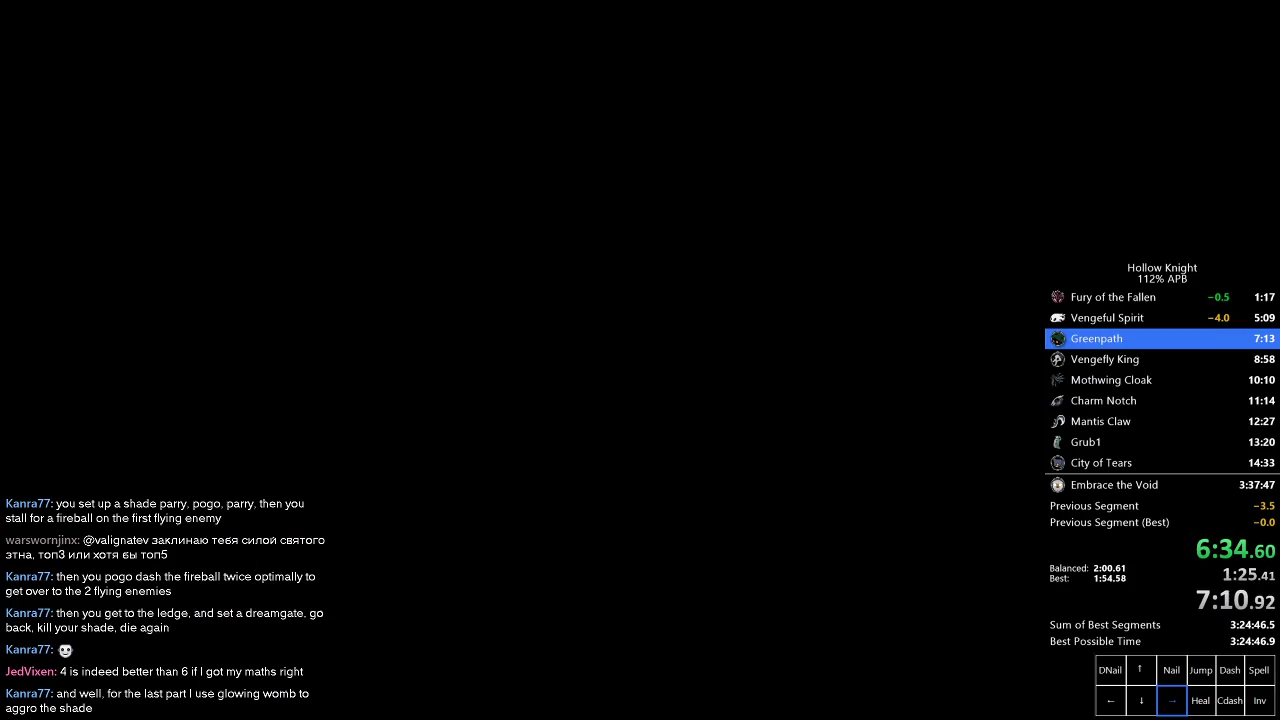 Hollow Knight
112% APB
Fury of the Fallen −0.5 1:17
Vengeful Spirit −4.0 5:09
Greenpath 7:13
Vengefly King 8:58
Mothwing Cloak 10:10
Charm Notch 11:14
Mantis Claw 12:27
Grub1 13:20
City of Tears 14:33
Embrace the Void 3:37:47
Previous Segment −3.5
Previous Segment (Best) −0.0
6:34.60
Balanced: 2:00.61
Best: 1:54.58
1:25.41
7:10.92
Sum of Best Segments 3:24:46.5
Best Possible Time 3:24:46.9
DNail ↑ Nail Jump Dash Spell
← ↓ → Heal Cdash Inv
Kanra77: you set up a shade parry, pogo, parry, then you
stall for a fireball on the first flying enemy
warswornjinx: @valignatev заклинаю тебя силой святого
этна, топ3 или хотя бы топ5
Kanra77: then you pogo dash the fireball twice optimally to
get over to the 2 flying enemies
Kanra77: then you get to the ledge, and set a dreamgate, go
back, kill your shade, die again
Kanra77:
JedVixen: 4 is indeed better than 6 if I got my maths right
Kanra77: and well, for the last part I use glowing womb to
aggro the shade